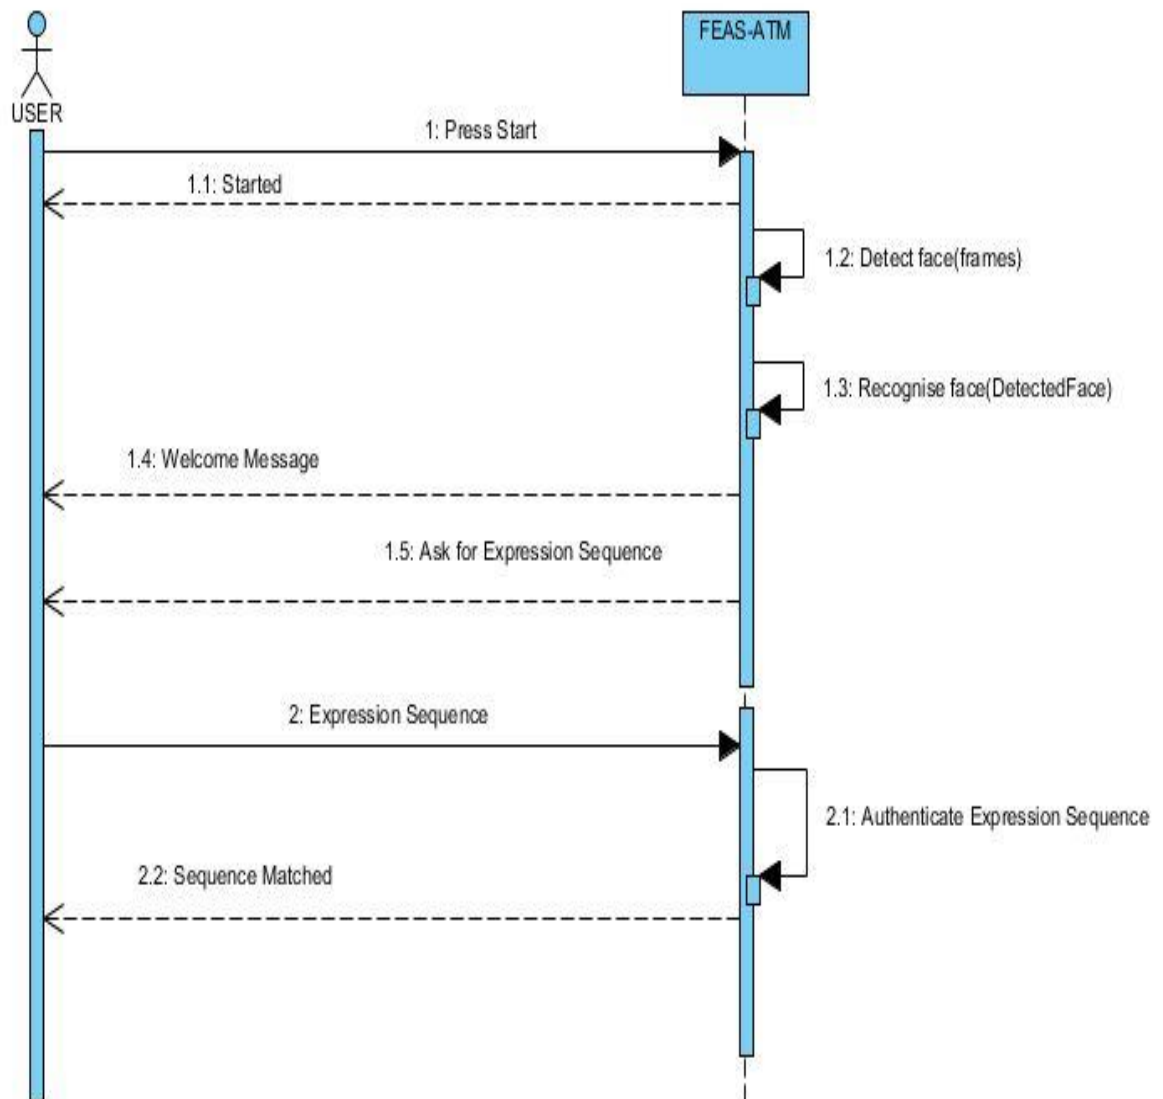 FEAS-ATM
USER
1: Press Start
1.1: Started
1.2: Detect face(frames)
1.3: Recognise face(DetectedFace)
1.4: Welcome Message
1.5: Ask for Expression Sequence
2: Expression Sequence
2.1: Authenticate Expression Sequence
2.2: Sequence Matched